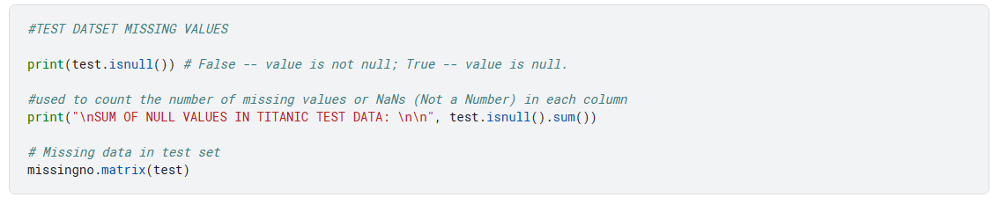 #TEST DATSET MISSING VALUES
print(test.isnull()) # False -- value is not null; True -- value is null.
#used to count the number of missing values or NaNs (Not a Number) in each column
print("\nSUM OF NULL VALUES IN TITANIC TEST DATA: \n\n", test.isnull().sum())
# Missing data in test set
missingno.matrix(test)